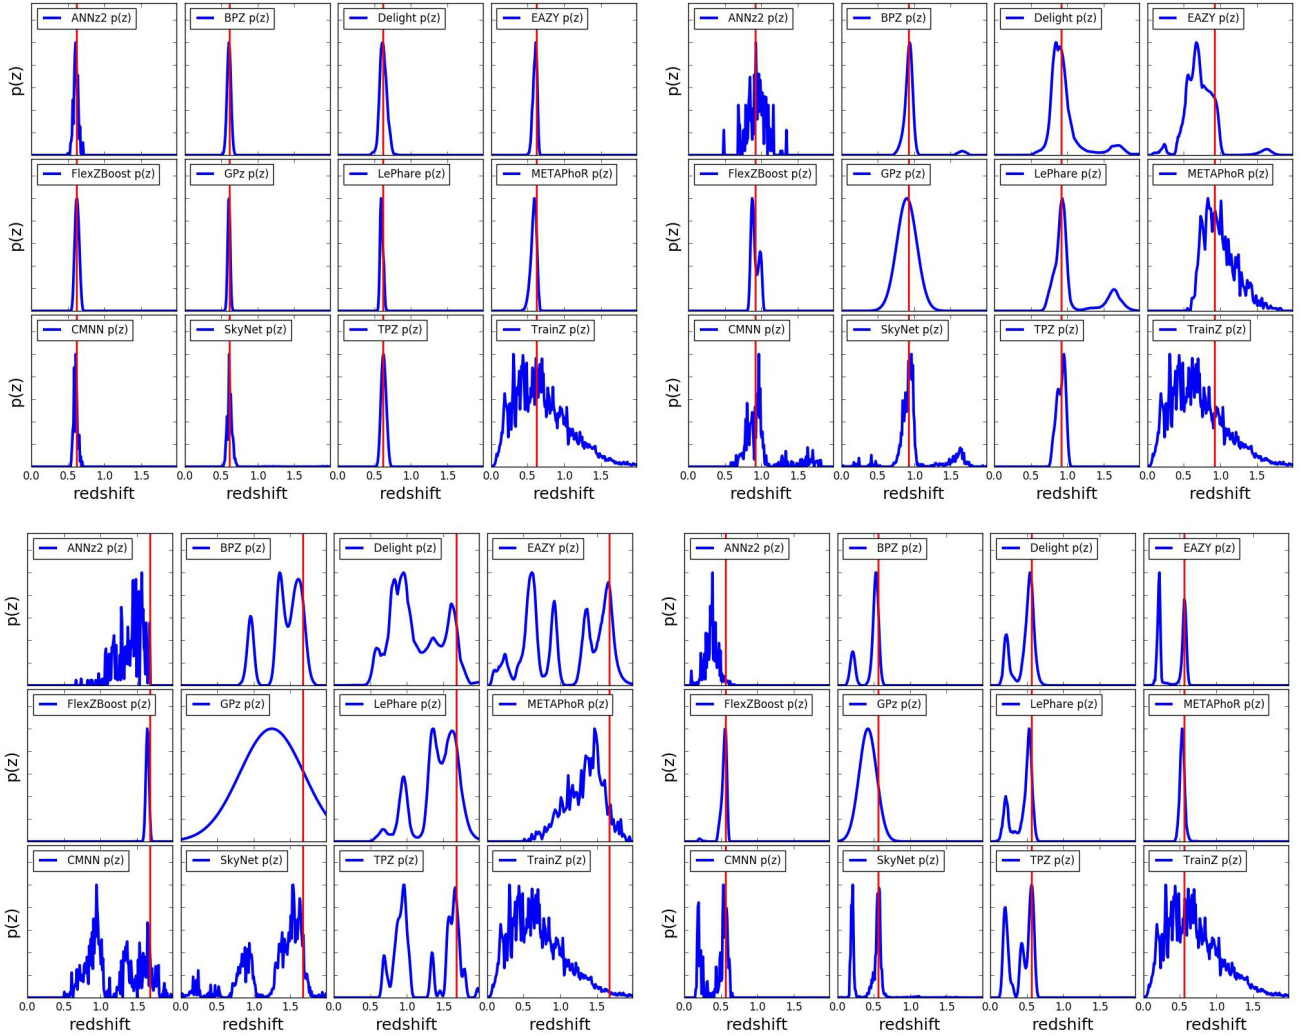 ANNz2 p(z) BPZ p(z) Delight p(z) EAZY p(z)
p(z)
FlexZBoost p(z) GPz p(z) LePhare p(z) METAPhoR p(z)
p(z)
CMNN p(z) SkyNet p(z) TPZ p(z) TrainZ p(z)
p(z)
0.0 0.5 1.0 1.5 0.0 0.5 1.0 1.5 0.0 0.5 1.0 1.5 0.0 0.5 1.0 1.5
redshift redshift redshift redshift
ANNz2 p(z) BPZ p(z) Delight p(z) EAZY p(z)
p(z)
FlexZBoost p(z) GPz p(z) LePhare p(z) METAPhoR p(z)
p(z)
CMNN p(z) SkyNet p(z) TPZ p(z) TrainZ p(z)
p(z)
0.0 0.5 1.0 1.5 0.0 0.5 1.0 1.5 0.0 0.5 1.0 1.5 0.0 0.5 1.0 1.5
redshift redshift redshift redshift
ANNz2 p(z) BPZ p(z) Delight p(z) EAZY p(z)
p(z)
FlexZBoost p(z) GPz p(z) LePhare p(z) METAPhoR p(z)
p(z)
CMNN p(z) SkyNet p(z) TPZ p(z) TrainZ p(z)
p(z)
0.0 0.5 1.0 1.5 0.0 0.5 1.0 1.5 0.0 0.5 1.0 1.5 0.0 0.5 1.0 1.5
redshift redshift redshift redshift
ANNz2 p(z) BPZ p(z) Delight p(z) EAZY p(z)
p(z)
FlexZBoost p(z) GPz p(z) LePhare p(z) METAPhoR p(z)
p(z)
CMNN p(z) SkyNet p(z) TPZ p(z) TrainZ p(z)
p(z)
0.0 0.5 1.0 1.5 0.0 0.5 1.0 1.5 0.0 0.5 1.0 1.5 0.0 0.5 1.0 1.5
redshift redshift redshift redshift